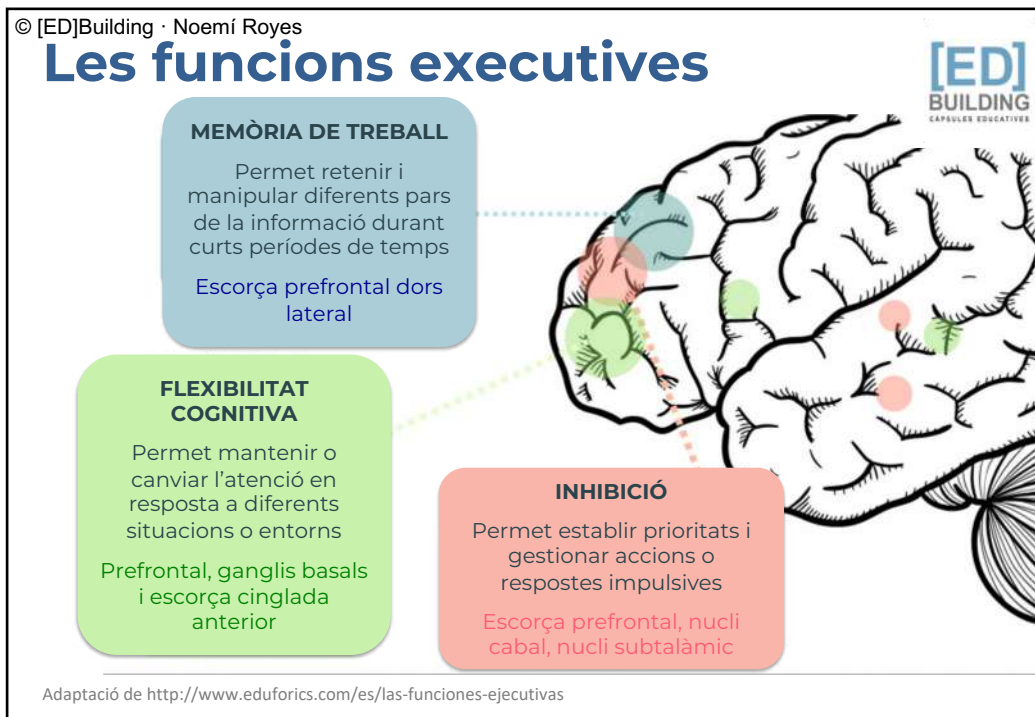 © [ED]Building · Noemí Royes
Les funcions executives
[ED]
BUILDING
CÀPSULES EDUCATIVES
MEMÒRIA DE TREBALL
Permet retenir i
manipular diferents pars
de la informació durant
curts períodes de temps
Escorça prefrontal dors
lateral
FLEXIBILITAT
COGNITIVA
Permet mantenir o
canviar l’atenció en
resposta a diferents
situacions o entorns
Prefrontal, ganglis basals
i escorça cinglada
anterior
INHIBICIÓ
Permet establir prioritats i
gestionar accions o
respostes impulsives
Escorça prefrontal, nucli
cabal, nucli subtalàmic
Adaptació de http://www.eduforics.com/es/las-funciones-ejecutivas